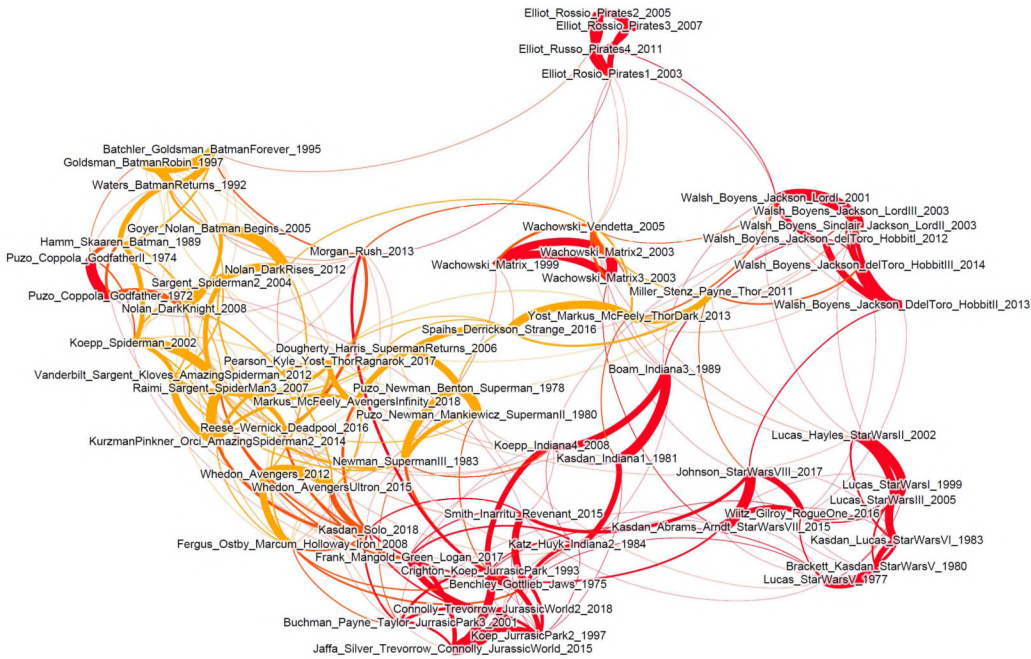 Elliot_Rossio_Pirates2_2005
Elliot_Rossio_Pirates3_2007
Elliot_Russo_Pirates4_2011
Elliot_Rosio_Pirates1_2003
Batchler_Goldsman_BatmanForever_1995
Goldsman_BatmanRobin_1997
Waters_BatmanReturns_1992
Walsh_Boyens_Jackson_LordI_2001
Walsh_Boyens_Jackson_LordIII_2003
Walsh_Boyens_Sinclair_Jackson_LordII_2003
Walsh_Boyens_Jackson_delToro_Hobbit_2012
Goyer_Nolan_Batman Begins_2005
Wachowski_Vendetta_2005
Hamm_Skaaren_Batman_1989
Morgan_Rush_2013
Wachowski_Matrix2_2003
Puzo_Coppola_GodfatherII_1974
Wachowski_Matrix_1999
Walsh_Boyens_Jackson_delToro_HobbitIII_2014
Nolan_DarkRises_2012
Wachowski_Matrix3_2003
Sargent_Spiderman2_2004
Miller_Stenz_Payne_Thor_2011
Puzo_Coppola_Godfather_1972
Walsh_Boyens_Jackson_DdelToro_HobbitII_2013
Nolan_DarkKnight_2008
Yost_Markus_McFeely_ThorDark_2013
Spaihs_Derrickson_Strange_2016
Koepp_Spiderman_2002
Dougherty_Harris_SupermanReturns_2006
Pearson_Kyle_Yost_ThorRagnarok_2017
Boam_Indiana3_1989
Vanderbilt_Sargent_Kloves_AmazingSpiderman_2012
Raimi_Sargent_SpiderMan3_2007
Puzo_Newman_Benton_Superman_1978
Markus_McFeely_AvengersInfinity_2018
Puzo_Newman_Mankiewicz_SupermanII_1980
Reese_Wernick_Deadpool_2016
Lucas_Hayles_StarWarsII_2002
KurzmanPinkner_Orci_AmazingSpiderman2_2014
Koepp_Indiana4_2008
Kasdan_Indiana1_1981
Newman_SupermanIII_1983
Johnson_StarWarsVIII_2017
Whedon_Avengers_2012
Lucas_StarWarsI_1999
Whedon_AvengersUltron_2015
Lucas_StarWarsIII_2005
Smith_Inarritu_Revenant_2015
Wiitz_Gilroy_RogueOne_2016
Kasdan_Solo_2018
Kasdan_Abrams_Arndt_StarWarsVII_2015
Kasdan_Lucas_StarWarsVI_1983
Fergus_Ostby_Marcum_Holloway_Iron_2008
Katz_Huyk_Indiana2_1984
Frank_Mangold_Green_Logan_2017
Crighton_Koep_JurrasicPark_1993
Brackett_Kasdan_StarWarsV_1980
Benchley_Gottlieb_Jaws_1975
Lucas_StarWarsV_1977
Connolly_Trevorrow_JurassicWorld2_2018
Buchman_Payne_Taylor_JurrasicPark3_2001
Koep_JurrasicPark2_1997
Jaffa_Silver_Trevorrow_Connolly_JurassicWorld_2015